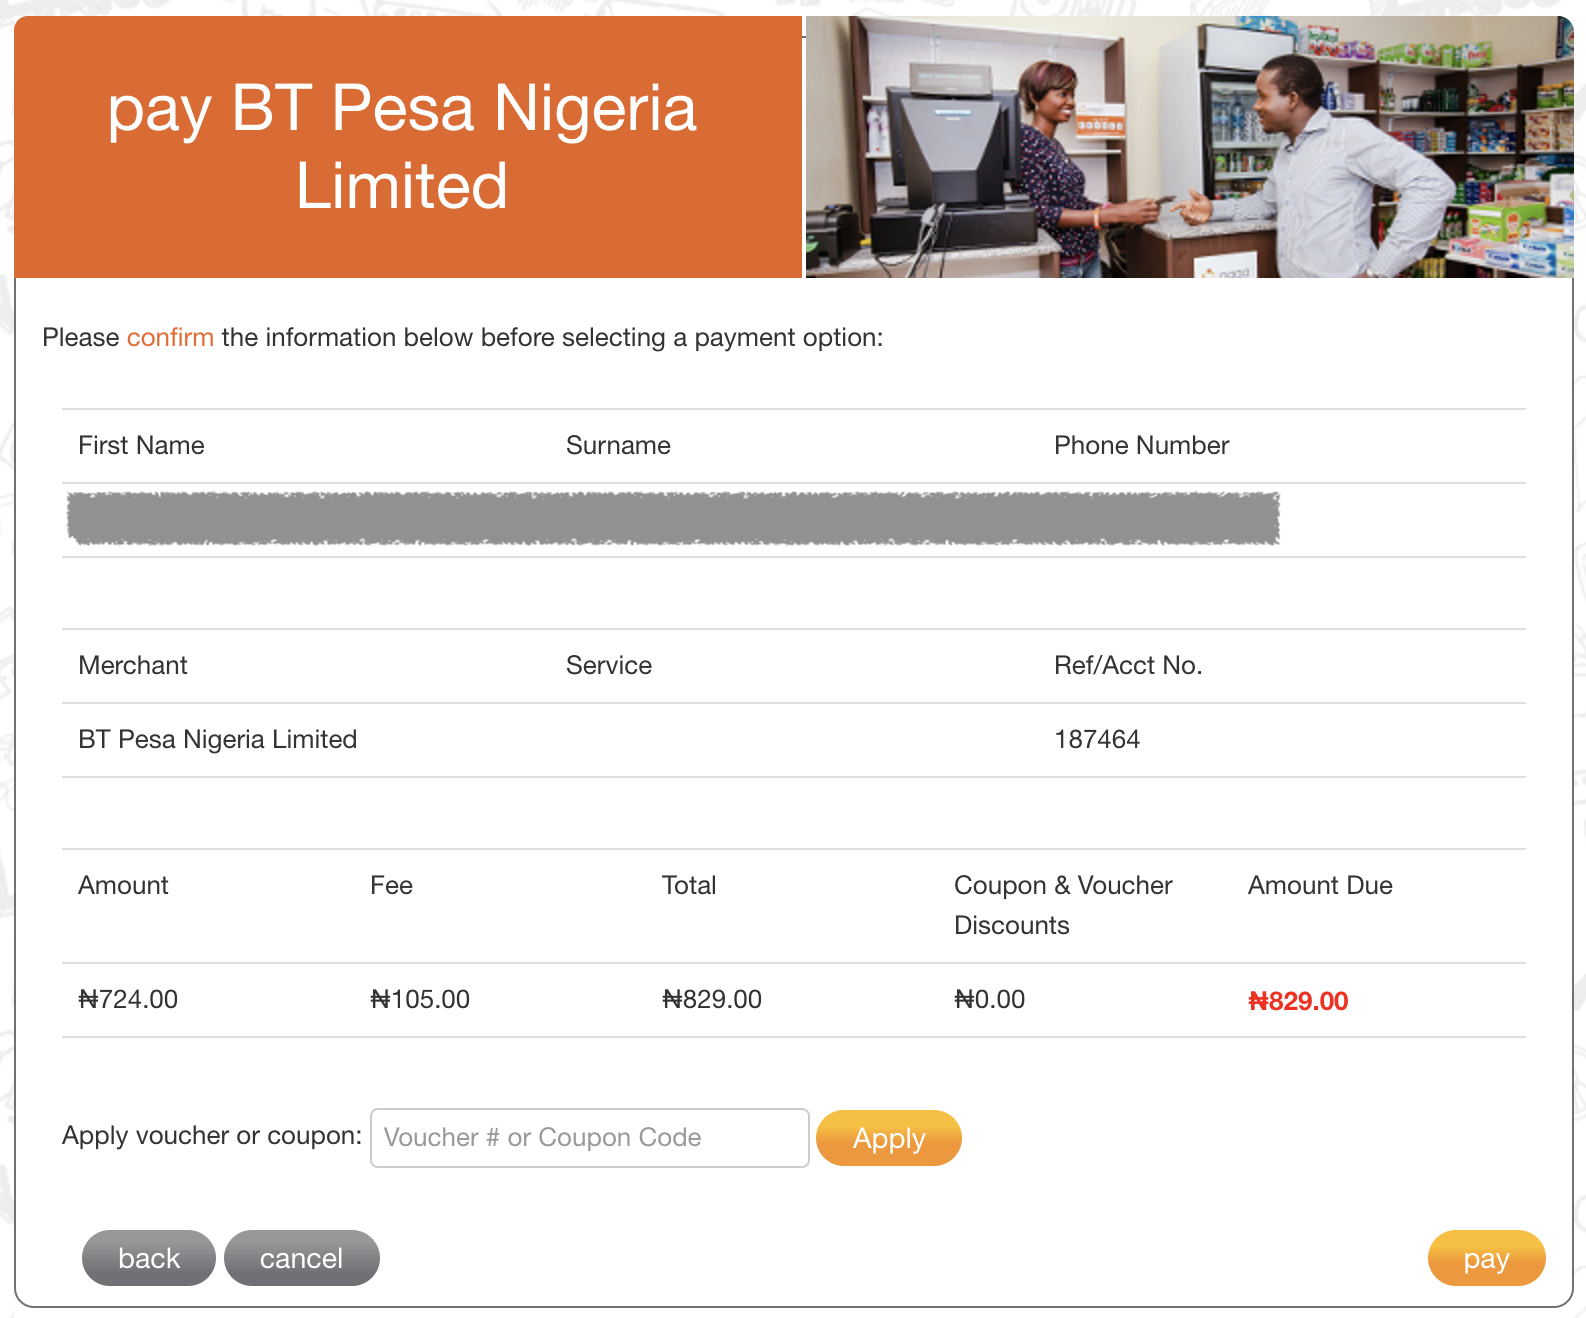 pay BT Pesa Nigeria
Limited
Please confirm the information below before selecting a payment option:
First Name Surname Phone Number
Merchant Service Ref/Acct No.
BT Pesa Nigeria Limited 187464
Amount Fee Total Coupon & Voucher Discounts Amount Due
₦724.00 ₦105.00 ₦829.00 ₦0.00 ₦829.00
Apply voucher or coupon: Voucher # or Coupon Code Apply
back cancel pay